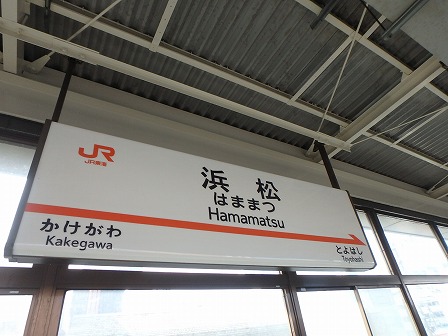 JR
JR東海
浜松
はままつ
Hamamatsu
かけがわ
Kakegawa
とよはし
Toyohashi